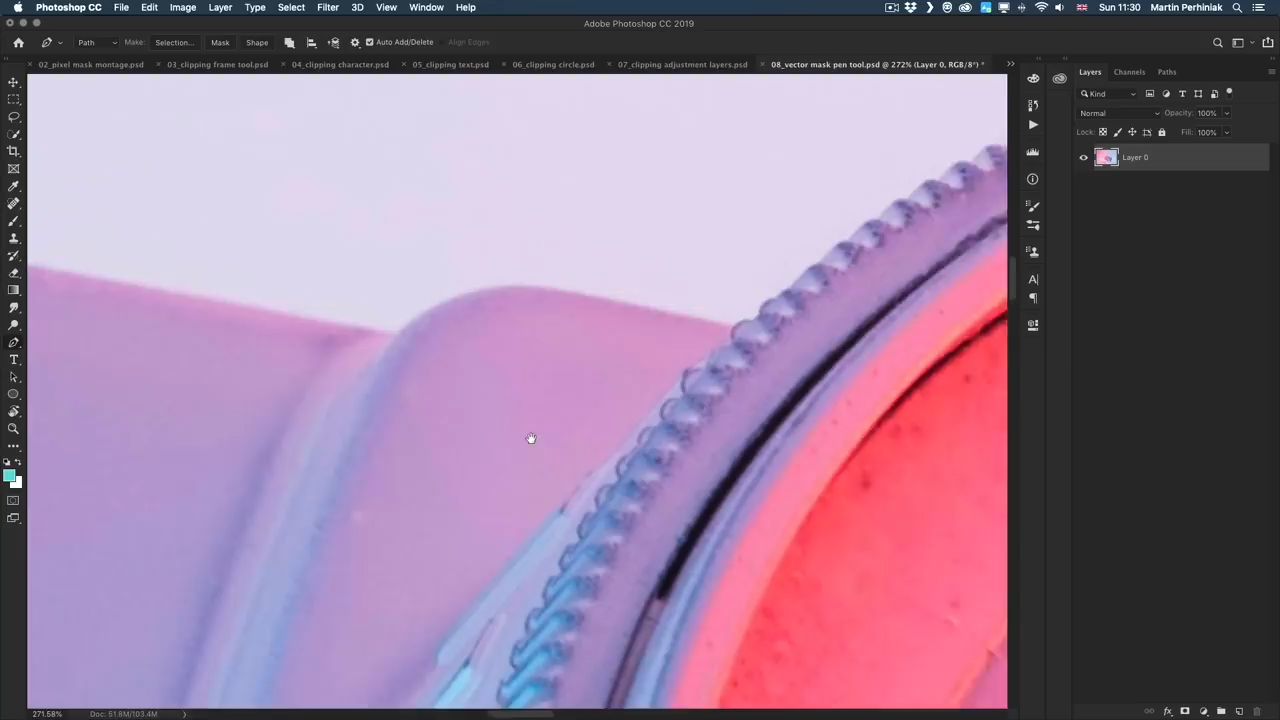 Photoshop CC File Edit Image Layer Type Select Filter 3D View Window Help Sun 11:30 Martin Perhiniak
Adobe Photoshop CC 2019
Path Make: Selection... Mask Shape Auto Add/Delete Align Edges
02_pixel mask montage.psd 03_clipping frame tool.psd 04_clipping character.psd 05_clipping text.psd 06_clipping circle.psd 07_clipping adjustment layers.psd 08_vector mask pen tool.psd @ 272% (Layer 0, RGB/8*) *
Layers Channels Paths
Kind
Normal Opacity: 100%
Lock: Fill: 100%
Layer 0
271.58% Doc: 51.8M/103.4M